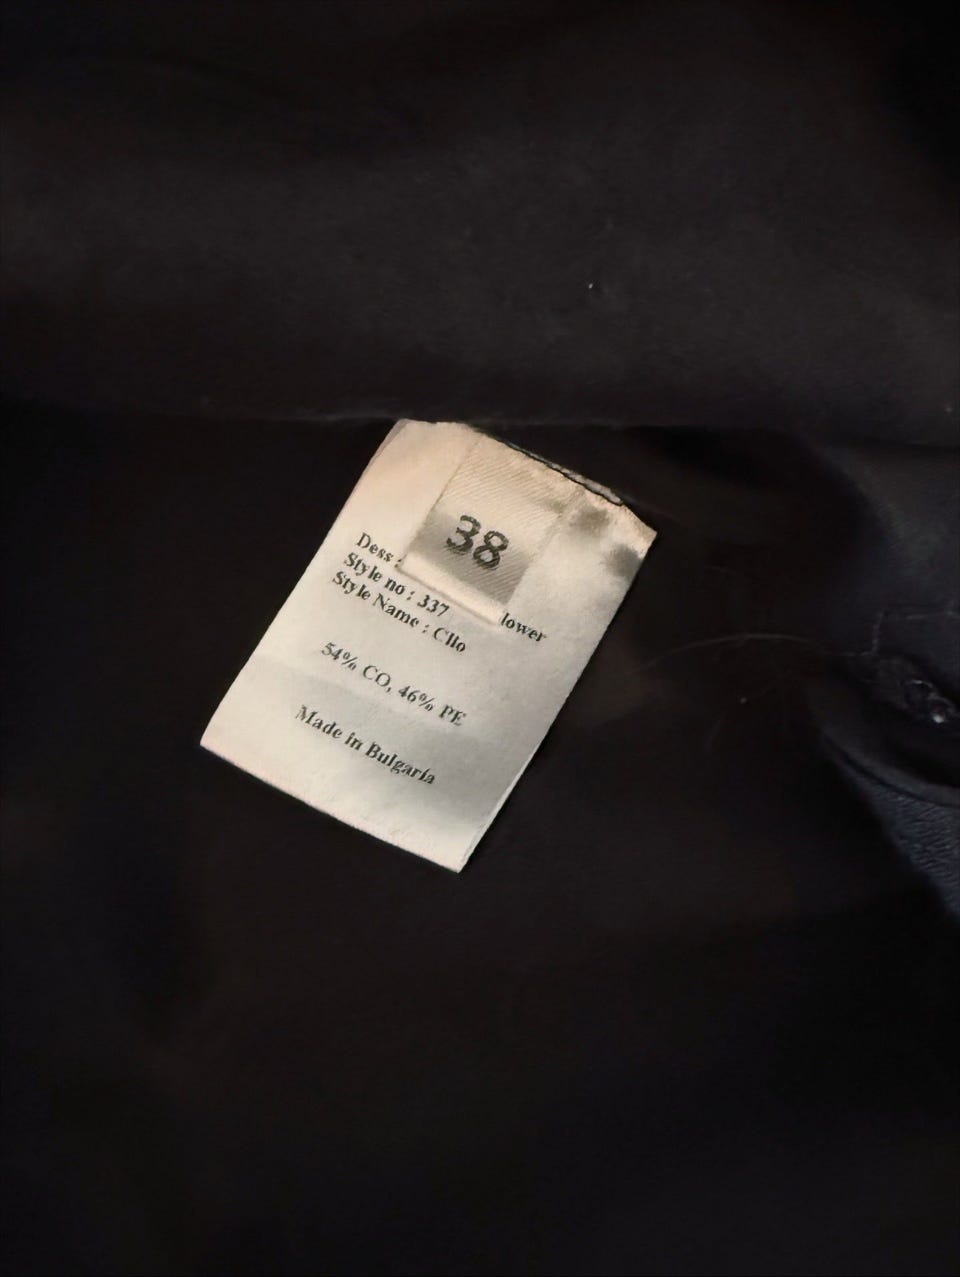 38
Dess :
lower
Style no : 337
Style Name : Cllo
54% CO, 46% PE
Made in Bulgaria